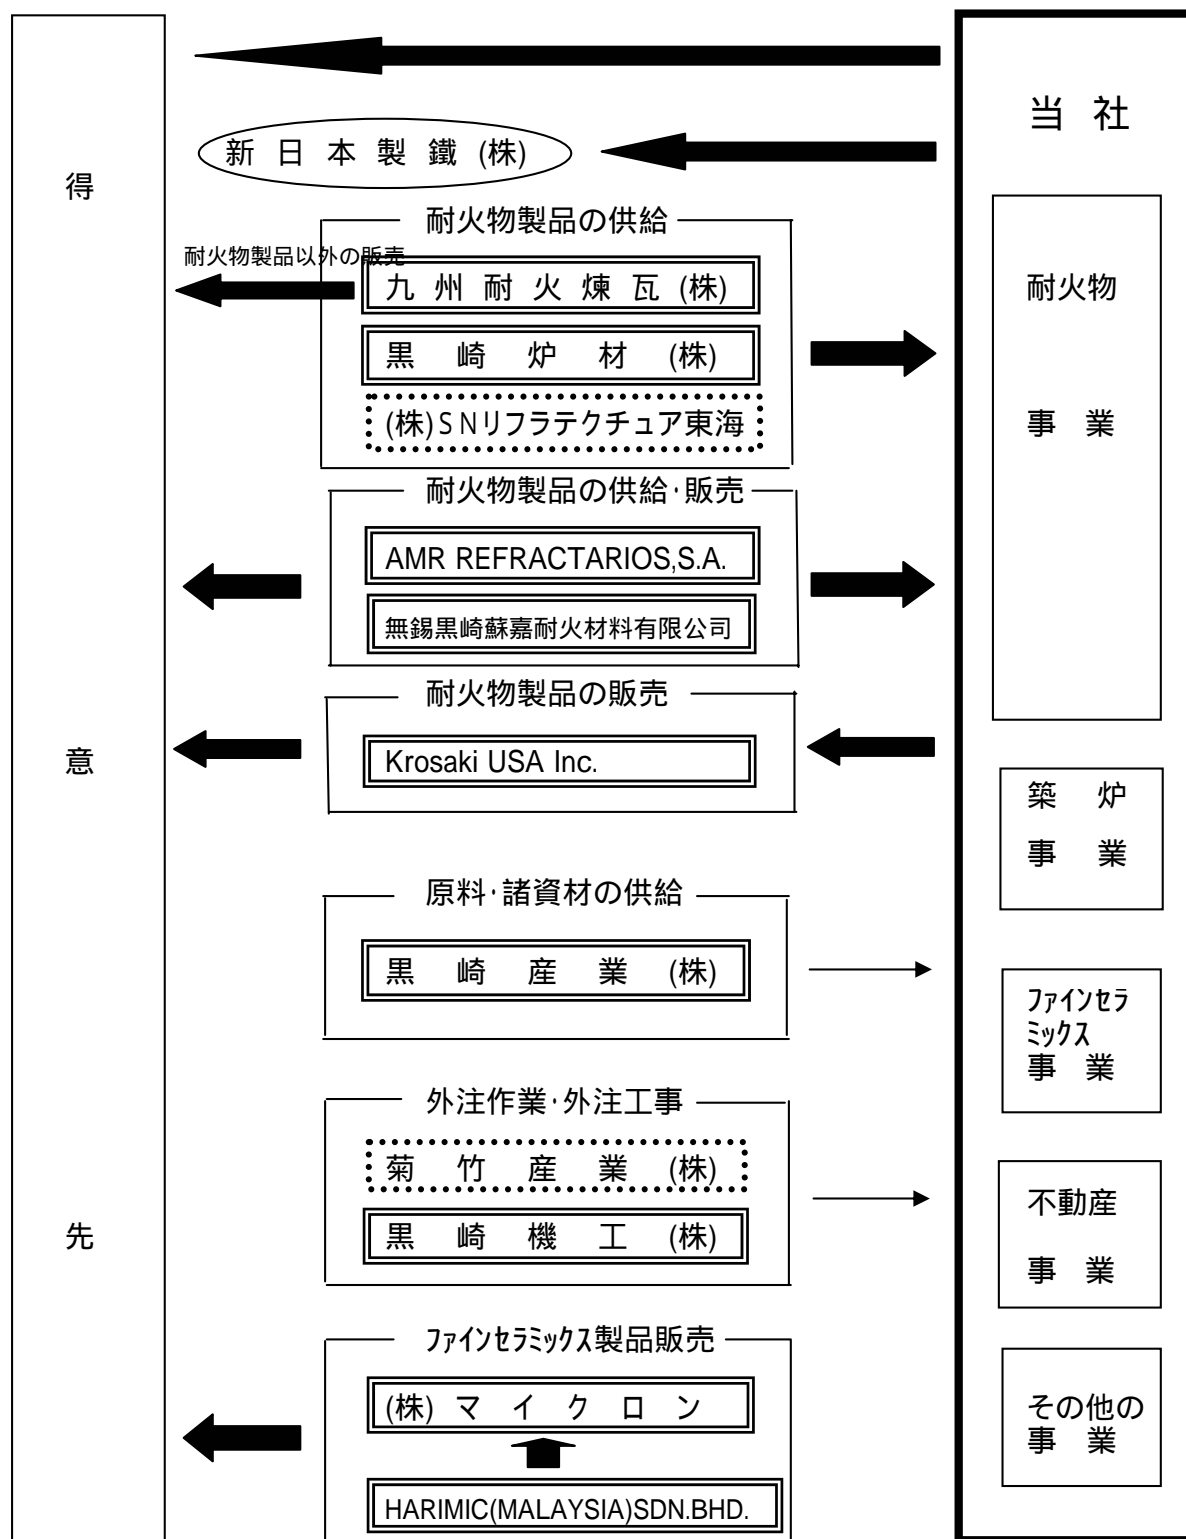 得
意
先
新日本製鐵(株)
耐火物製品の供給
耐火物製品以外の販売
九州耐火煉瓦(株)
黒崎炉材(株)
(株)SNリフラテクチュア東海
耐火物製品の供給・販売
AMR REFRACTARIOS,S.A.
無錫黒崎蘇嘉耐火材料有限公司
耐火物製品の販売
Krosaki USA Inc.
原料・諸資材の供給
黒崎産業(株)
外注作業・外注工事
菊竹産業(株)
黒崎機工(株)
ファインセラミックス製品販売
(株)マイクロン
HARIMIC(MALAYSIA)SDN.BHD.
当社
耐火物
事業
築炉
事業
ファインセラ
ミックス
事業
不動産
事業
その他の
事業